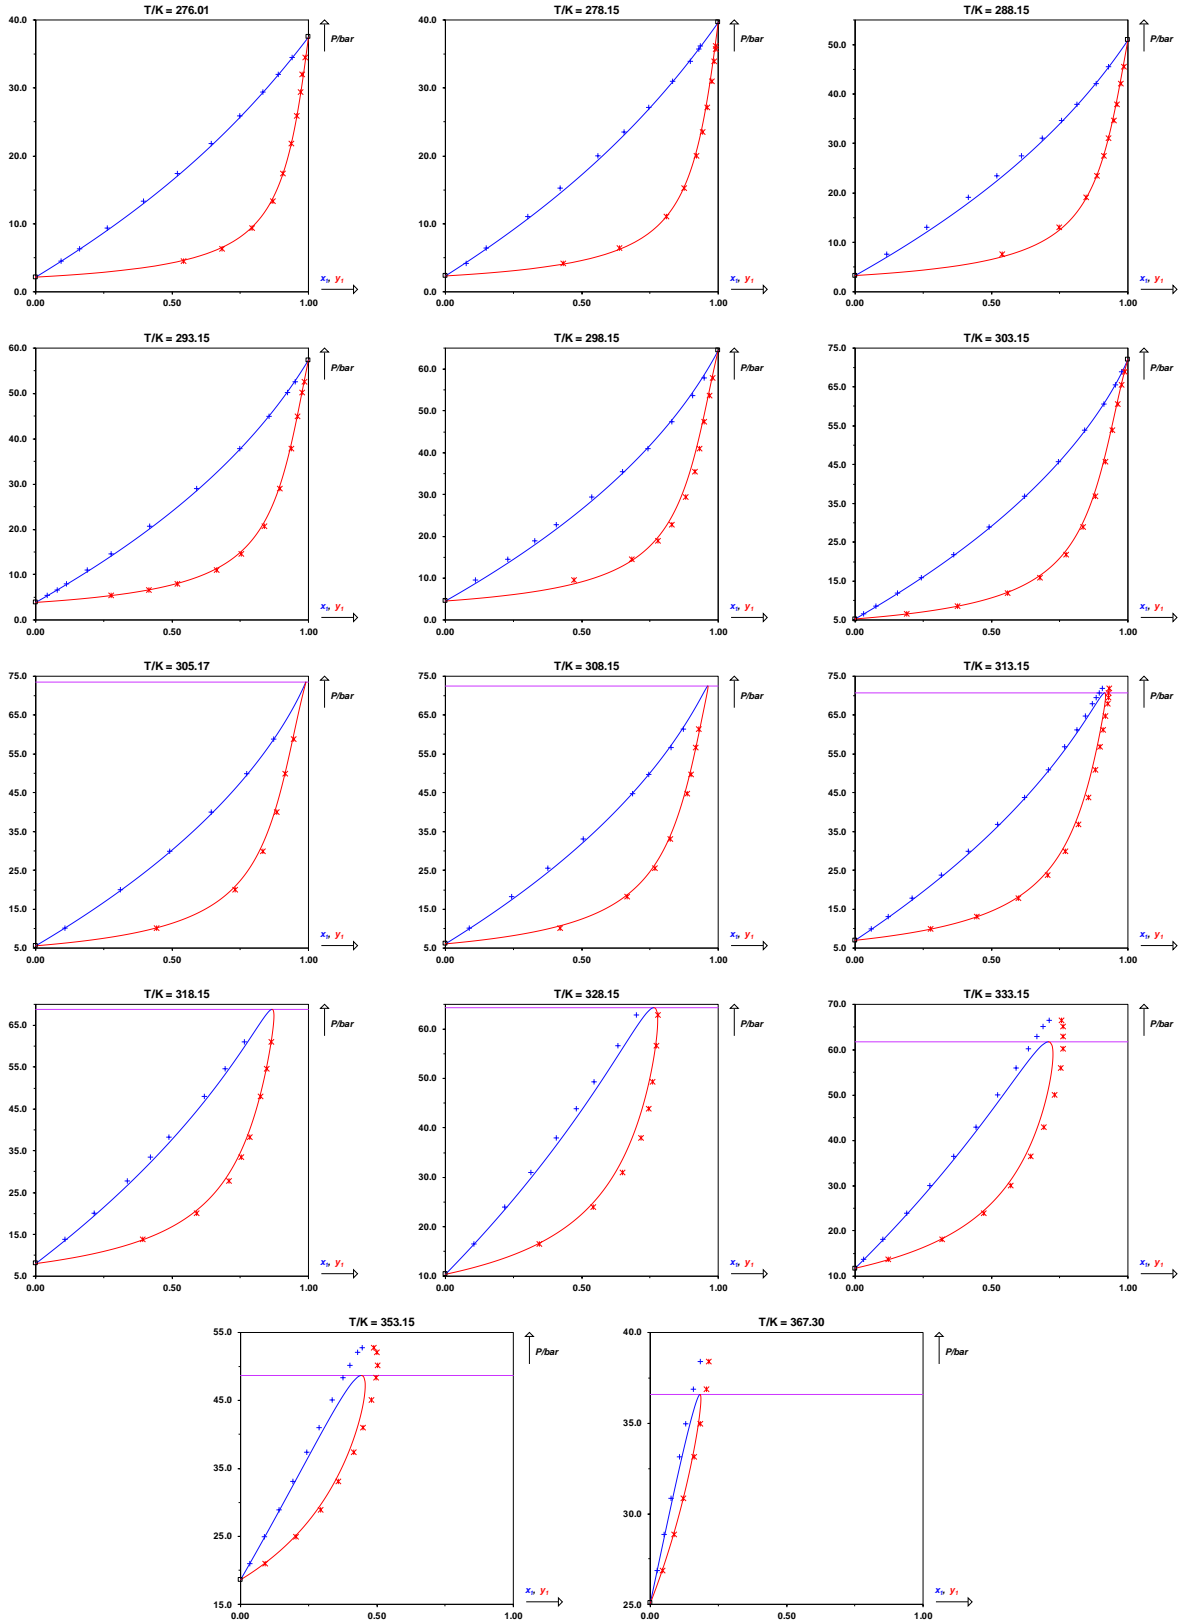 T/K = 276.01
40.0
P/bar
30.0
20.0
10.0
0.0
x₁, y₁
0.00 0.50 1.00
T/K = 278.15
40.0
P/bar
30.0
20.0
10.0
0.0
x₁, y₁
0.00 0.50 1.00
T/K = 288.15
P/bar
50.0
40.0
30.0
20.0
10.0
0.0
x₁, y₁
0.00 0.50 1.00
T/K = 293.15
60.0
P/bar
50.0
40.0
30.0
20.0
10.0
0.0
x₁, y₁
0.00 0.50 1.00
T/K = 298.15
P/bar
60.0
50.0
40.0
30.0
20.0
10.0
0.0
x₁, y₁
0.00 0.50 1.00
T/K = 303.15
75.0
P/bar
65.0
55.0
45.0
35.0
25.0
15.0
5.0
x₁, y₁
0.00 0.50 1.00
T/K = 305.17
75.0
P/bar
65.0
55.0
45.0
35.0
25.0
15.0
5.0
x₁, y₁
0.00 0.50 1.00
T/K = 308.15
75.0
P/bar
65.0
55.0
45.0
35.0
25.0
15.0
5.0
x₁, y₁
0.00 0.50 1.00
T/K = 313.15
75.0
P/bar
65.0
55.0
45.0
35.0
25.0
15.0
5.0
x₁, y₁
0.00 0.50 1.00
T/K = 318.15
P/bar
65.0
55.0
45.0
35.0
25.0
15.0
5.0
x₁, y₁
0.00 0.50 1.00
T/K = 328.15
P/bar
60.0
50.0
40.0
30.0
20.0
10.0
x₁, y₁
0.00 0.50 1.00
T/K = 333.15
70.0
P/bar
60.0
50.0
40.0
30.0
20.0
10.0
x₁, y₁
0.00 0.50 1.00
T/K = 353.15
55.0
P/bar
45.0
35.0
25.0
15.0
x₁, y₁
0.00 0.50 1.00
T/K = 367.30
40.0
P/bar
35.0
30.0
25.0
x₁, y₁
0.00 0.50 1.00